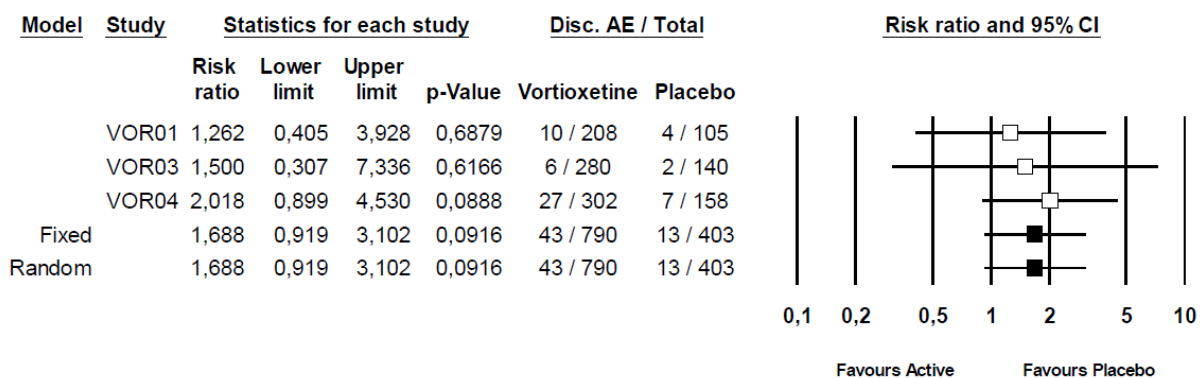 Model Study Statistics for each study Disc. AE / Total Risk ratio and 95% CI
Risk Lower Upper
ratio limit limit p-Value Vortioxetine Placebo
VOR01 1,262 0,405 3,928 0,6879 10 / 208 4 / 105
VOR03 1,500 0,307 7,336 0,6166 6 / 280 2 / 140
VOR04 2,018 0,899 4,530 0,0888 27 / 302 7 / 158
Fixed 1,688 0,919 3,102 0,0916 43 / 790 13 / 403
Random 1,688 0,919 3,102 0,0916 43 / 790 13 / 403
0,1 0,2 0,5 1 2 5 10
Favours Active Favours Placebo